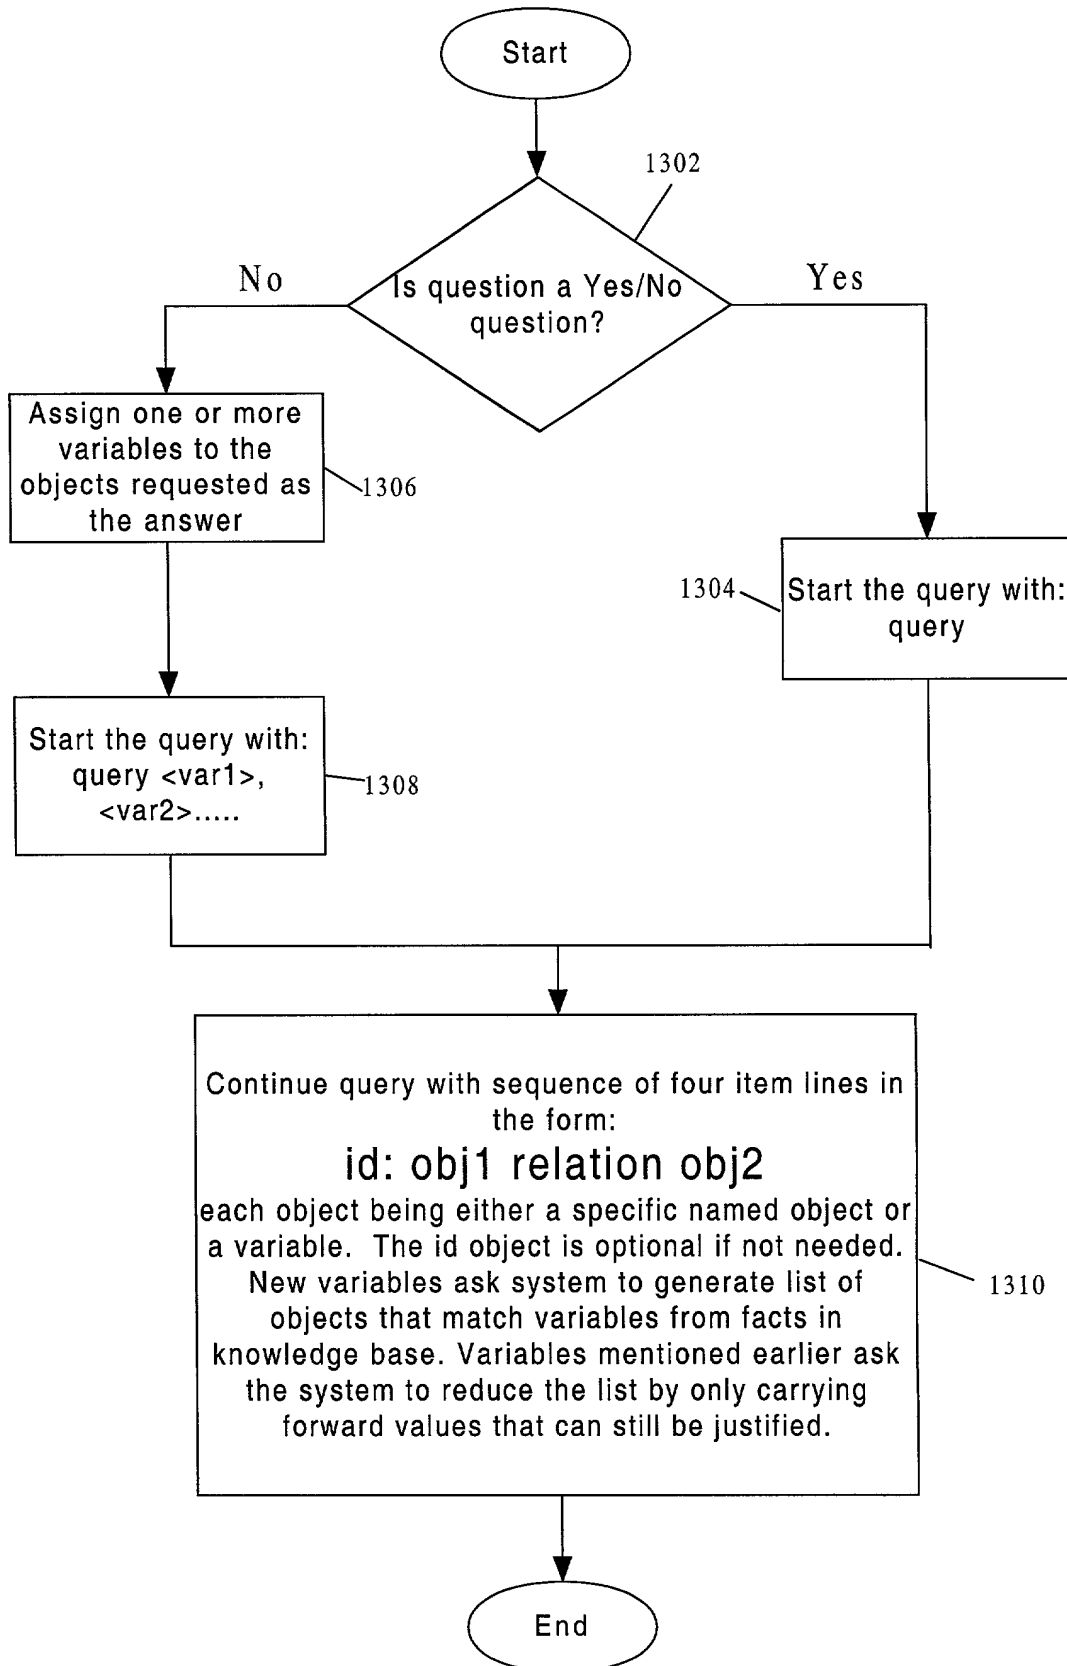 Start
1302
No
Yes
Is question a Yes/No
question?
Assign one or more
variables to the
objects requested as
the answer
1306
1304
Start the query with:
query
Start the query with:
query <var1>,
<var2>.....
1308
Continue query with sequence of four item lines in
the form:
id: obj1 relation obj2
each object being either a specific named object or
a variable. The id object is optional if not needed.
New variables ask system to generate list of
objects that match variables from facts in
knowledge base. Variables mentioned earlier ask
the system to reduce the list by only carrying
forward values that can still be justified.
1310
End